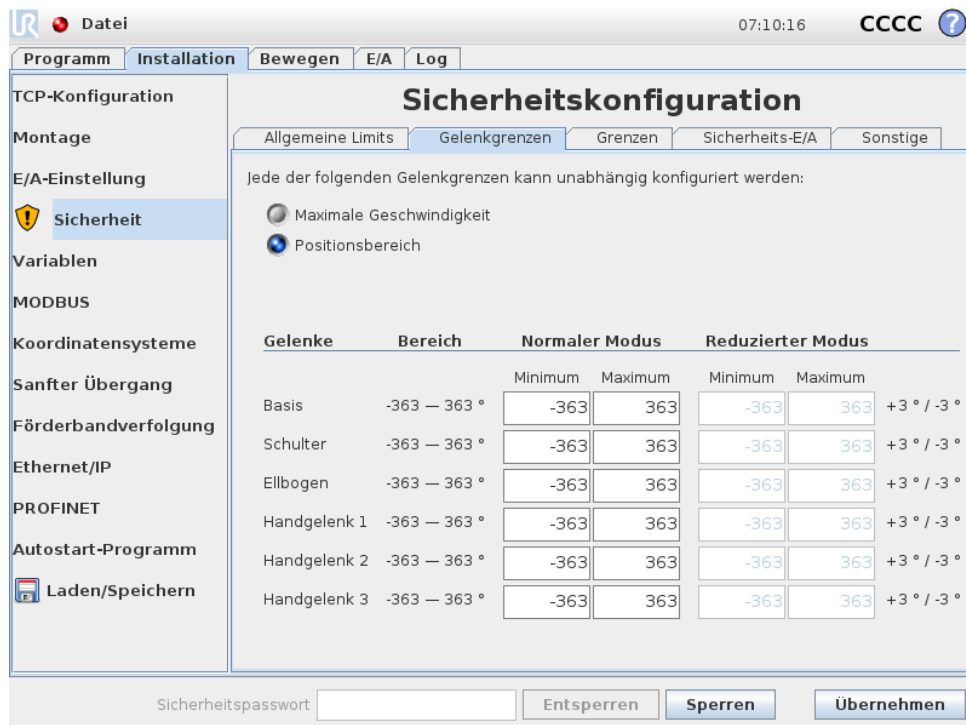 UR Datei 07:10:16 CCCC ?
Programm Installation Bewegen E/A Log
TCP-Konfiguration
Montage
E/A-Einstellung
Sicherheit
Variablen
MODBUS
Koordinatensysteme
Sanfter Übergang
Förderbandverfolgung
Ethernet/IP
PROFINET
Autostart-Programm
Laden/Speichern
Sicherheitskonfiguration
Allgemeine Limits Gelenkgrenzen Grenzen Sicherheits-E/A Sonstige
Jede der folgenden Gelenkgrenzen kann unabhängig konfiguriert werden:
Maximale Geschwindigkeit
Positionsbereich
Gelenke Bereich Normaler Modus Reduzierter Modus
Minimum Maximum Minimum Maximum
Basis -363 — 363 ° -363 363 -363 363 +3 ° / -3 °
Schulter -363 — 363 ° -363 363 -363 363 +3 ° / -3 °
Ellbogen -363 — 363 ° -363 363 -363 363 +3 ° / -3 °
Handgelenk 1 -363 — 363 ° -363 363 -363 363 +3 ° / -3 °
Handgelenk 2 -363 — 363 ° -363 363 -363 363 +3 ° / -3 °
Handgelenk 3 -363 — 363 ° -363 363 -363 363 +3 ° / -3 °
Sicherheitspasswort Entsperren Sperren Übernehmen